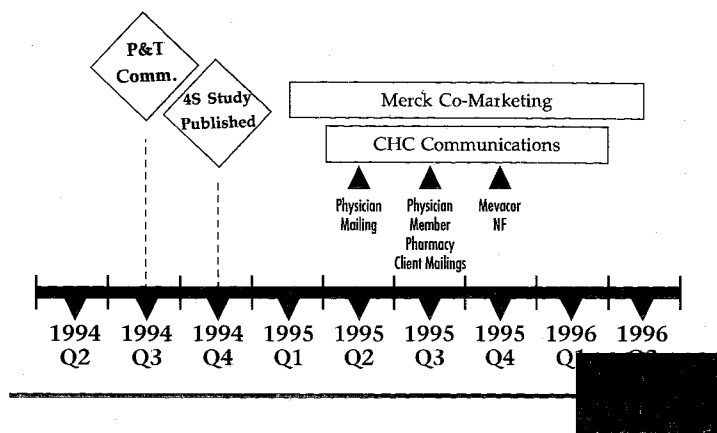 P&T
Comm.
4S Study
Published
Merck Co-Marketing
CHC Communications
Physician
Mailing
Physician
Member
Pharmacy
Client Mailings
Mevacor
NF
1994
Q2
1994
Q3
1994
Q4
1995
Q1
1995
Q2
1995
Q3
1995
Q4
1996
1996